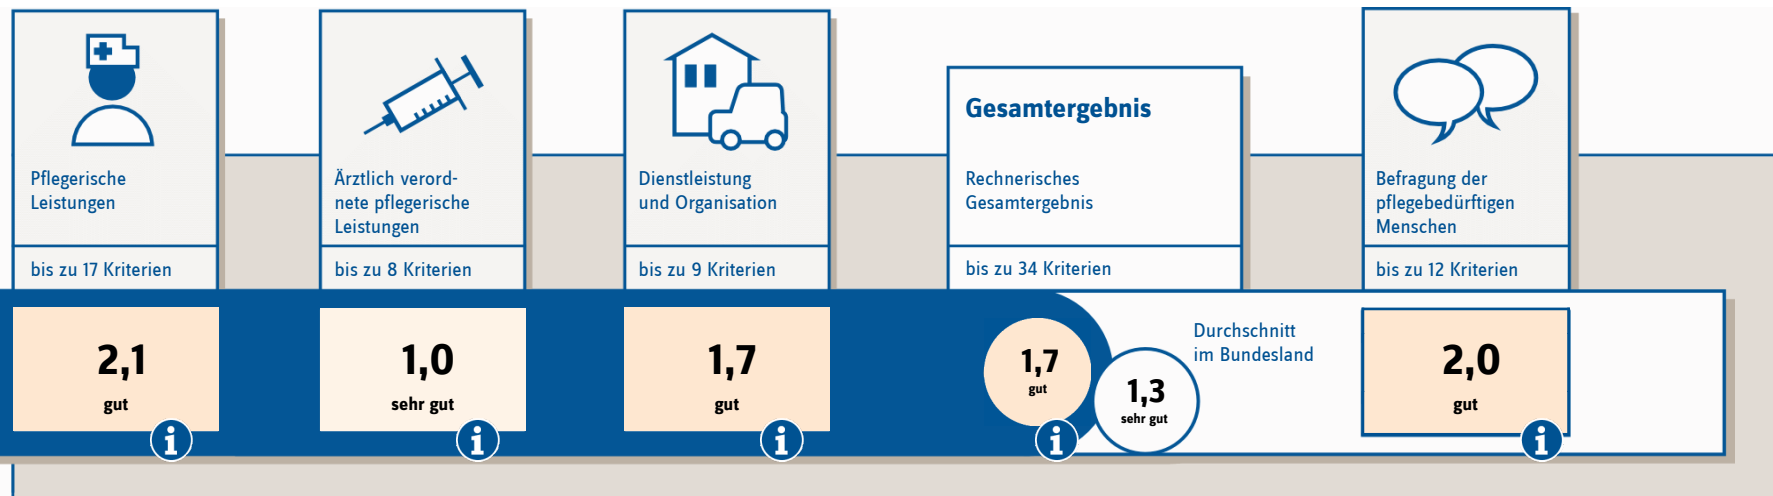 Pflegerische
Leistungen
bis zu 17 Kriterien
2,1
gut
i
Ärztlich verord-
nete pflegerische
Leistungen
bis zu 8 Kriterien
1,0
sehr gut
i
Dienstleistung
und Organisation
bis zu 9 Kriterien
1,7
gut
i
Gesamtergebnis
Rechnerisches
Gesamtergebnis
bis zu 34 Kriterien
1,7
gut
i
1,3
sehr gut
Durchschnitt
im Bundesland
Befragung der
pflegebedürftigen
Menschen
bis zu 12 Kriterien
2,0
gut
i